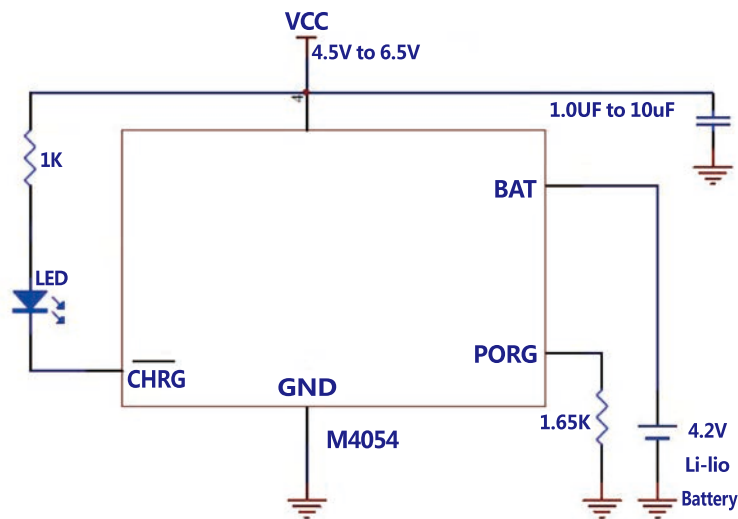 VCC
4.5V to 6.5V
4
1.0UF to 10uF
1K
BAT
LED
PORG
CHRG
GND
1.65K
4.2V
M4054
Li-lio
Battery